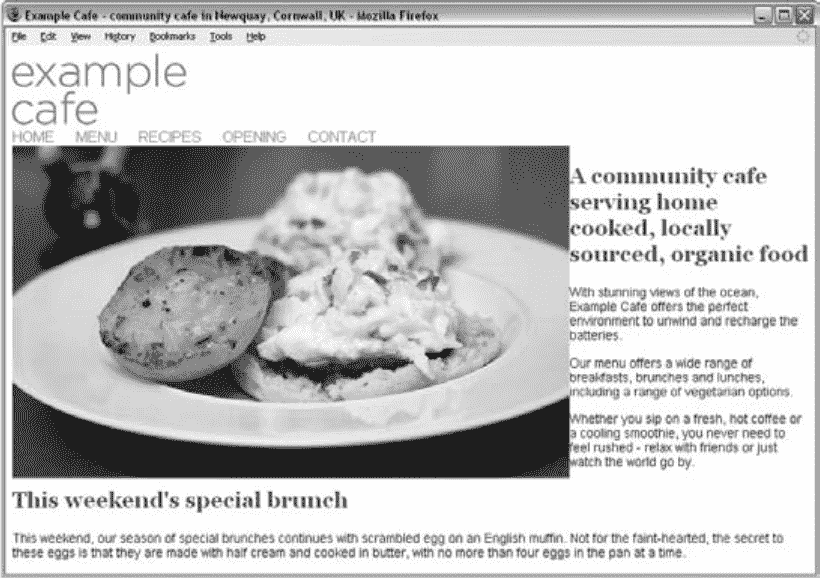 Example Cafe - community cafe in Newquay, Cornwall, UK - Mozilla Firefox
File Edit View History Bookmarks Tools Help
example
cafe
HOME MENU RECIPES OPENING CONTACT
A community cafe
serving home
cooked, locally
sourced, organic food
With stunning views of the ocean,
Example Cafe offers the perfect
environment to unwind and recharge the
batteries.
Our menu offers a wide range of
breakfasts, brunches and lunches,
including a range of vegetarian options.
Whether you sip on a fresh, hot coffee or
a cooling smoothie, you never need to
feel rushed - relax with friends or just
watch the world go by.
This weekend's special brunch
This weekend, our season of special brunches continues with scrambled egg on an English muffin. Not for the faint-hearted, the secret to
these eggs is that they are made with half cream and cooked in butter, with no more than four eggs in the pan at a time.